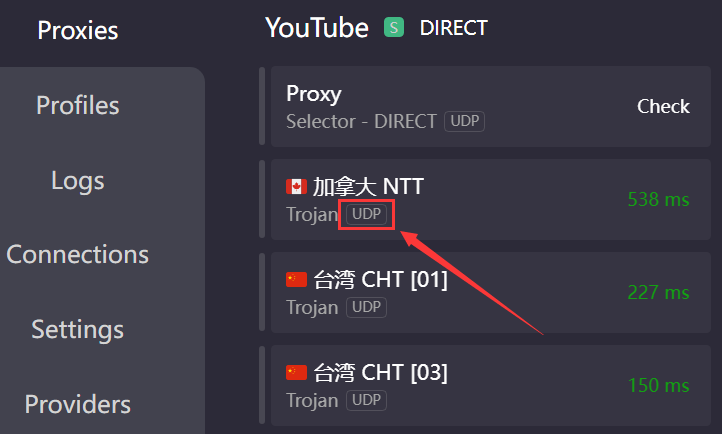 Proxies
Profiles
Logs
Connections
Settings
Providers
YouTube S DIRECT
Proxy
Selector - DIRECT UDP
Check
加拿大 NTT
Trojan UDP
538 ms
台湾 CHT [01]
Trojan UDP
227 ms
台湾 CHT [03]
Trojan UDP
150 ms